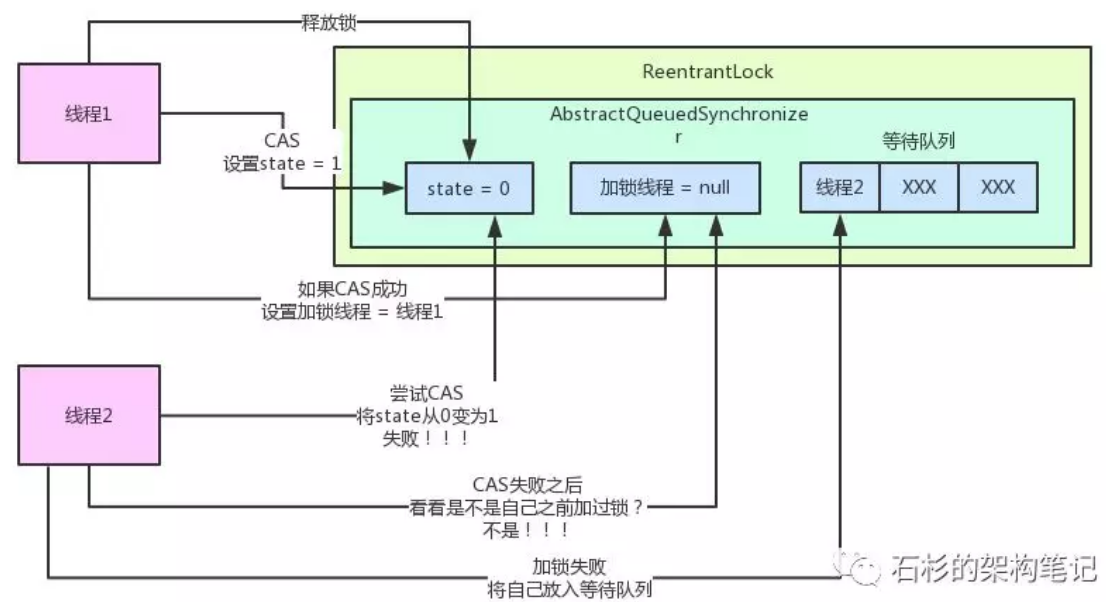 释放锁
ReentrantLock
线程1
AbstractQueuedSynchronize
r
CAS
设置state = 1
等待队列
state = 0
加锁线程 = null
线程2
XXX
XXX
如果CAS成功
设置加锁线程 = 线程1
线程2
尝试CAS
将state从0变为1
失败！！！
CAS失败之后
看看是不是自己之前加过锁？
不是！！！
加锁失败
将自己放入等待队列
石杉的架构笔记